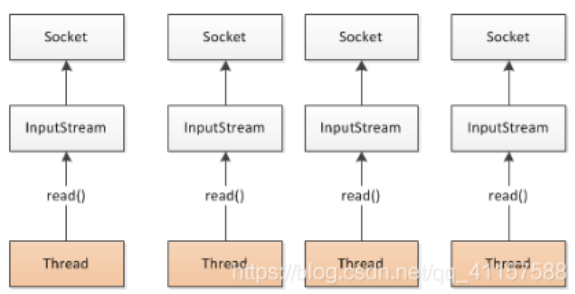 Socket Socket Socket Socket
InputStream InputStream InputStream InputStream
read() read() read() read()
Thread Thread Thread Thread
https://blog.csdn.net/qq_41157588